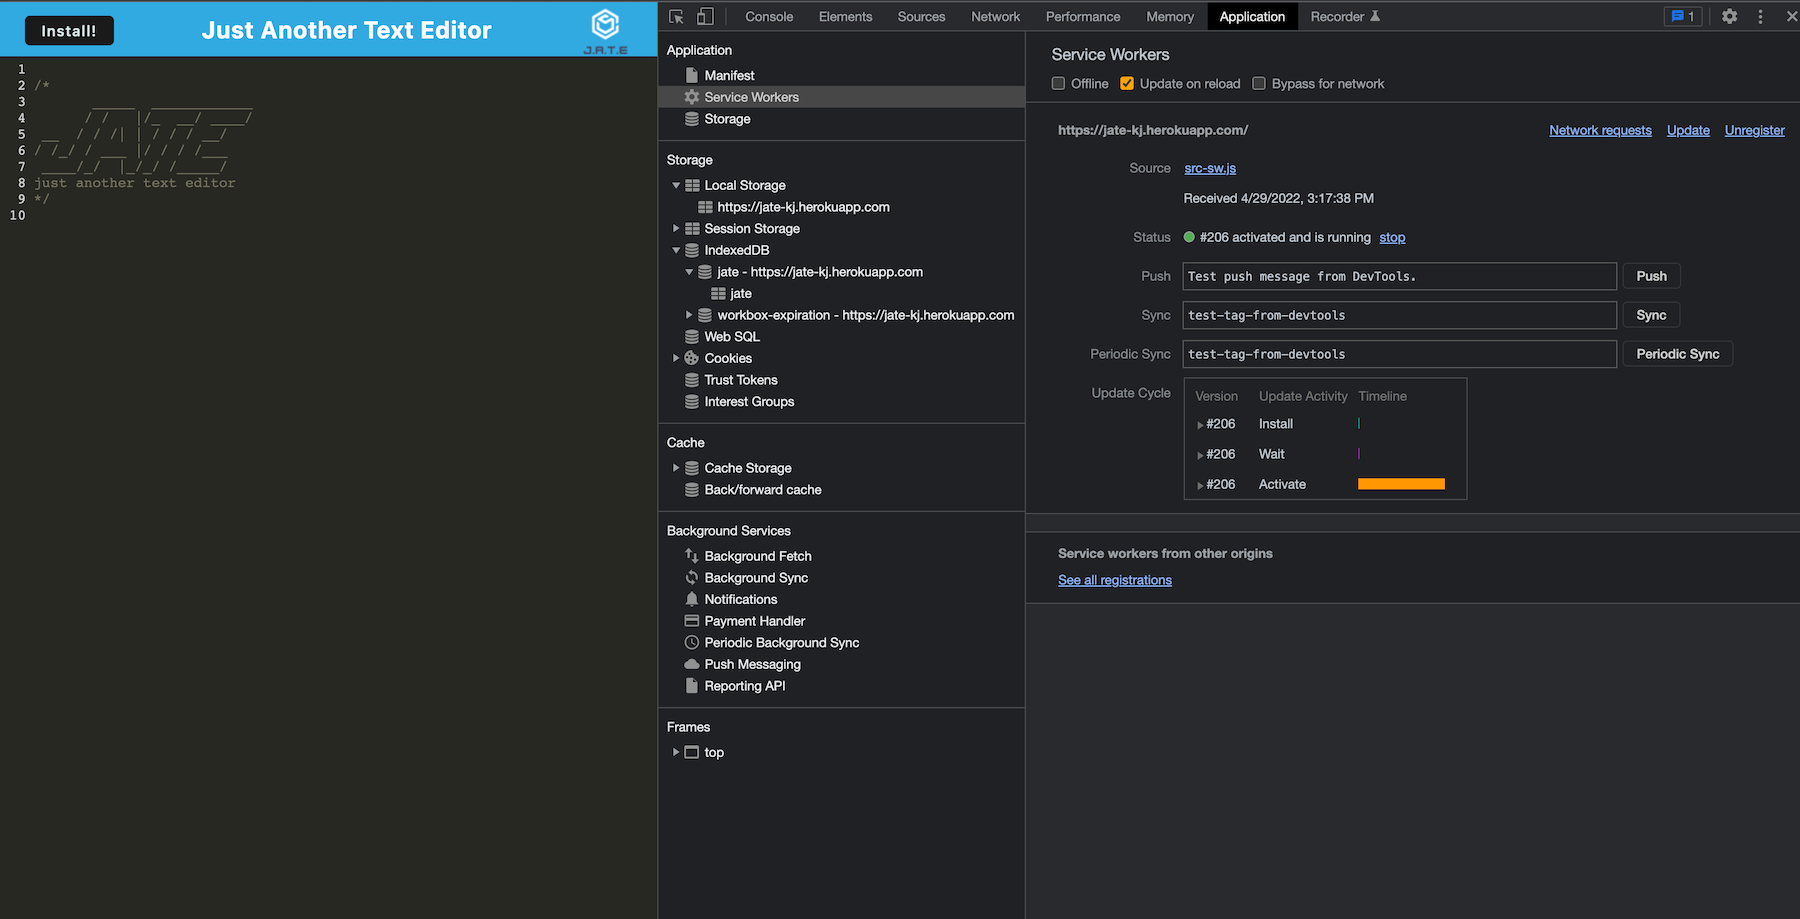 Install!
Just Another Text Editor
J.A.T.E
1
2 /*
3
4
5
6
7
8 just another text editor
9 */
10
Console Elements Sources Network Performance Memory Application Recorder 1
Application
Manifest
Service Workers
Storage
Storage
Local Storage
https://jate-kj.herokuapp.com
Session Storage
IndexedDB
jate - https://jate-kj.herokuapp.com
jate
workbox-expiration - https://jate-kj.herokuapp.com
Web SQL
Cookies
Trust Tokens
Interest Groups
Cache
Cache Storage
Back/forward cache
Background Services
Background Fetch
Background Sync
Notifications
Payment Handler
Periodic Background Sync
Push Messaging
Reporting API
Frames
top
Service Workers
Offline Update on reload Bypass for network
https://jate-kj.herokuapp.com/ Network requests Update Unregister
Source src-sw.js
Received 4/29/2022, 3:17:38 PM
Status #206 activated and is running stop
Push Test push message from DevTools. Push
Sync test-tag-from-devtools Sync
Periodic Sync test-tag-from-devtools Periodic Sync
Update Cycle Version Update Activity Timeline
#206 Install
#206 Wait
#206 Activate
Service workers from other origins
See all registrations